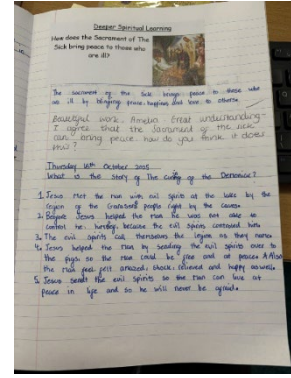 Deeper Spiritual Learning
How does the Sacrament of The
Sick bring peace to those who
are ill?
The sacrament of the Sick brings peace to those who
are ill by bringing praise, happiness and love to others.
Beautiful work, Amelia. Great understanding.
I agree that the Sacrament of the sick
can bring peace. how do you think it does
this?
Thursday 16th October 2025
What is the story of The Curing of the Demoniac?
1. Jesus met the man with evil spirits at the lake by the
region of the Gerasenes people right by the caves.
2. Before Jesus helped the man he was not able to
control his hunting, because the evil spirits controled him
3. The evil spirits call themselves the legion as they name.
4. Jesus helped the man by sending the evil spirits over to
the pigs so the man could be free and at peace. Also
the man feel amazed, shock, relieved and happy aswell.
5. Jesus sent the evil spirits so the man can live at
peace in life and so he will never be afraid.